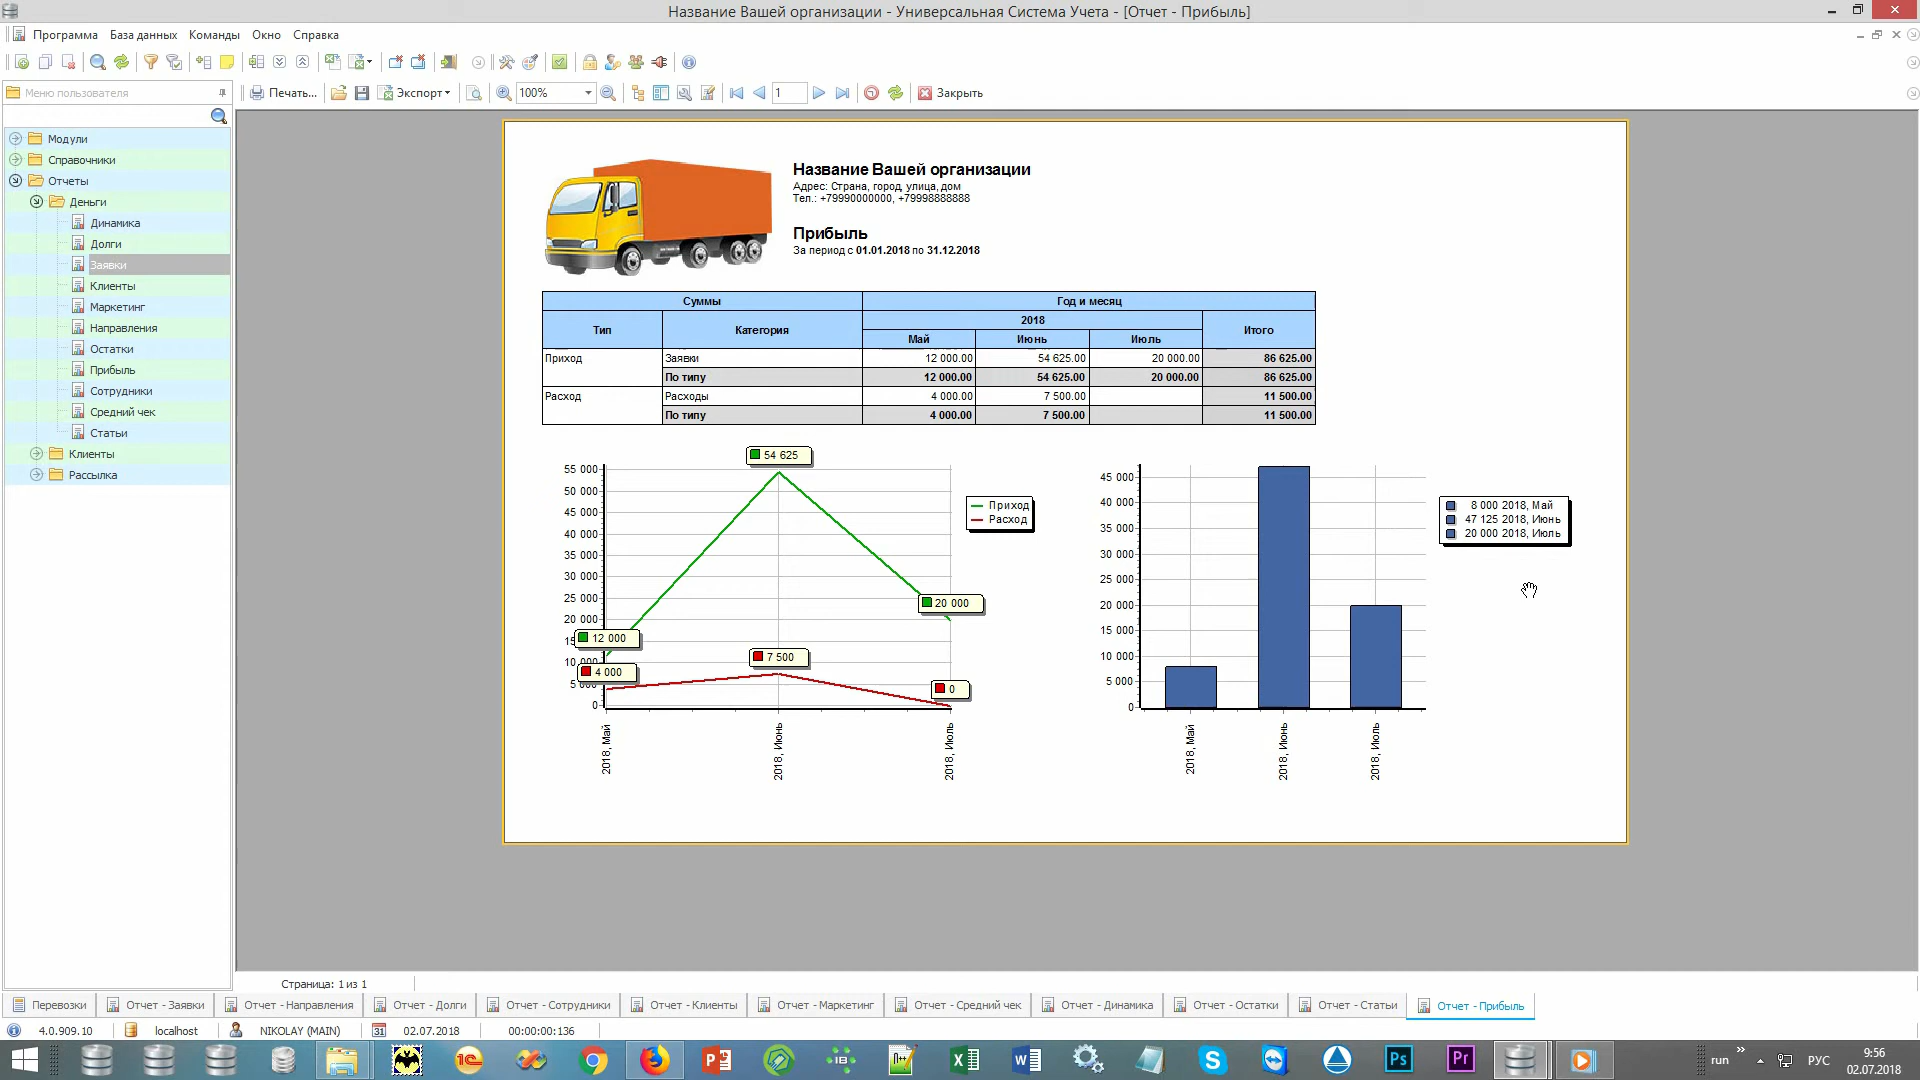 Название Вашей организации - Универсальная Система Учета - [Отчет - Прибыль]
Программа База данных Команды Окно Справка
Меню пользователя
Печать... Экспорт 100% 1 Закрыть
Модули
Справочники
Отчеты
Деньги
Динамика
Долги
Заявки
Клиенты
Маркетинг
Направления
Остатки
Прибыль
Сотрудники
Средний чек
Статьи
Клиенты
Рассылка
Название Вашей организации
Адрес: Страна, город, улица, дом
Тел.: +79990000000, +79998888888
Прибыль
За период с 01.01.2018 по 31.12.2018
Суммы Год и месяц
Тип Категория 2018 Итого
Май Июнь Июль
Приход Заявки 12 000.00 54 625.00 20 000.00 86 625.00
По типу 12 000.00 54 625.00 20 000.00 86 625.00
Расход Расходы 4 000.00 7 500.00 11 500.00
По типу 4 000.00 7 500.00 11 500.00
55 000
50 000
45 000
40 000
35 000
30 000
25 000
20 000
15
10 000
5 000
0
54 625
20 000
12 000
7 500
4 000
0
Приход
Расход
2018, Май
2018, Июнь
2018, Июль
45 000
40 000
35 000
30 000
25 000
20 000
15 000
10 000
5 000
0
8 000 2018, Май
47 125 2018, Июнь
20 000 2018, Июль
2018, Май
2018, Июнь
2018, Июль
Страница: 1 из 1
Перевозки Отчет - Заявки Отчет - Направления Отчет - Долги Отчет - Сотрудники Отчет - Клиенты Отчет - Маркетинг Отчет - Средний чек Отчет - Динамика Отчет - Остатки Отчет - Статьи Отчет - Прибыль
4.0.909.10 localhost NIKOLAY (MAIN) 31 02.07.2018 00:00:00:136
1С IB Ps Pr run РУС 9:56
02.07.2018